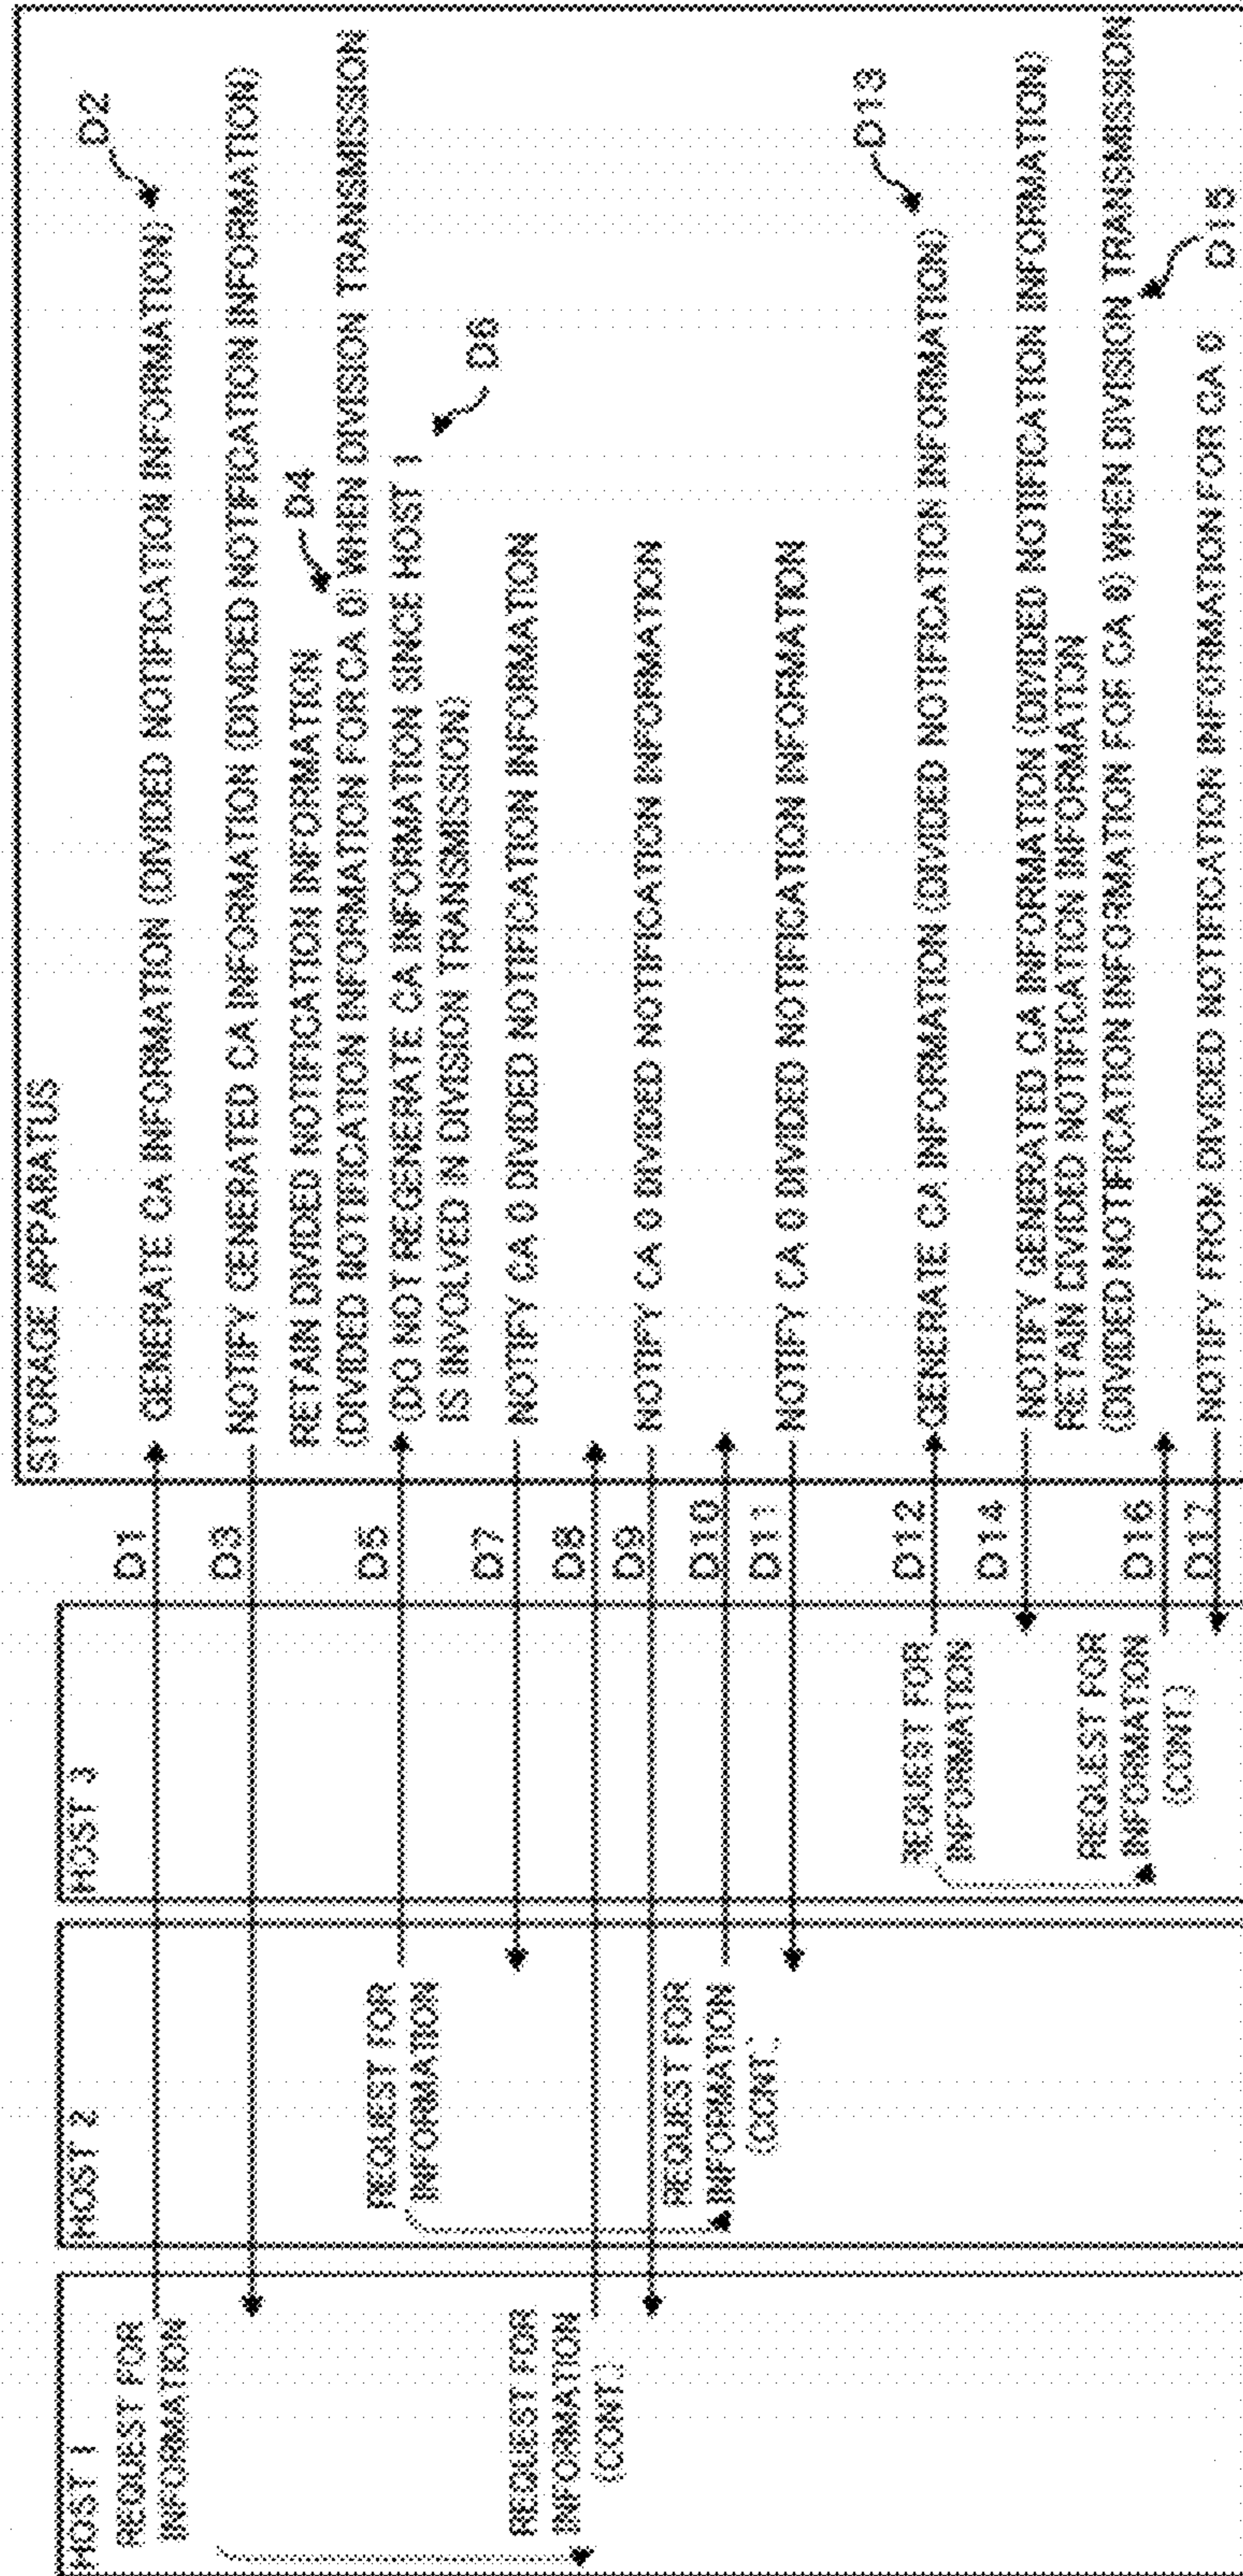 HOST 1
REQUEST FOR
INFORMATION
REQUEST FOR
INFORMATION
(CONT.)
HOST 2
REQUEST FOR
INFORMATION
REQUEST FOR
INFORMATION
(CONT.)
HOST 3
REQUEST FOR
INFORMATION
REQUEST FOR
INFORMATION
(CONT.)
D1
D3
D5
D7
D8
D9
D10
D11
D12
D14
D16
D17
STORAGE APPARATUS
GENERATE CA INFORMATION (DIVIDED NOTIFICATION INFORMATION)
D2
NOTIFY GENERATED CA INFORMATION (DIVIDED NOTIFICATION INFORMATION)
RETAIN DIVIDED NOTIFICATION INFORMATION
D4
(DIVIDED NOTIFICATION INFORMATION FOR CA 0) WHEN DIVISION TRANSMISSION
(DO NOT REGENERATE CA INFORMATION SINCE HOST 1
IS INVOLVED IN DIVISION TRANSMISSION)
D6
NOTIFY CA 0 DIVIDED NOTIFICATION INFORMATION
NOTIFY CA 0 DIVIDED NOTIFICATION INFORMATION
NOTIFY CA 0 DIVIDED NOTIFICATION INFORMATION
GENERATE CA INFORMATION (DIVIDED NOTIFICATION INFORMATION)
D13
NOTIFY GENERATED CA INFORMATION (DIVIDED NOTIFICATION INFORMATION)
RETAIN DIVIDED NOTIFICATION INFORMATION
(DIVIDED NOTIFICATION INFORMATION FOR CA 0) WHEN DIVISION TRANSMISSION
D15
NOTIFY FROM DIVIDED NOTIFICATION INFORMATION FOR CA 0